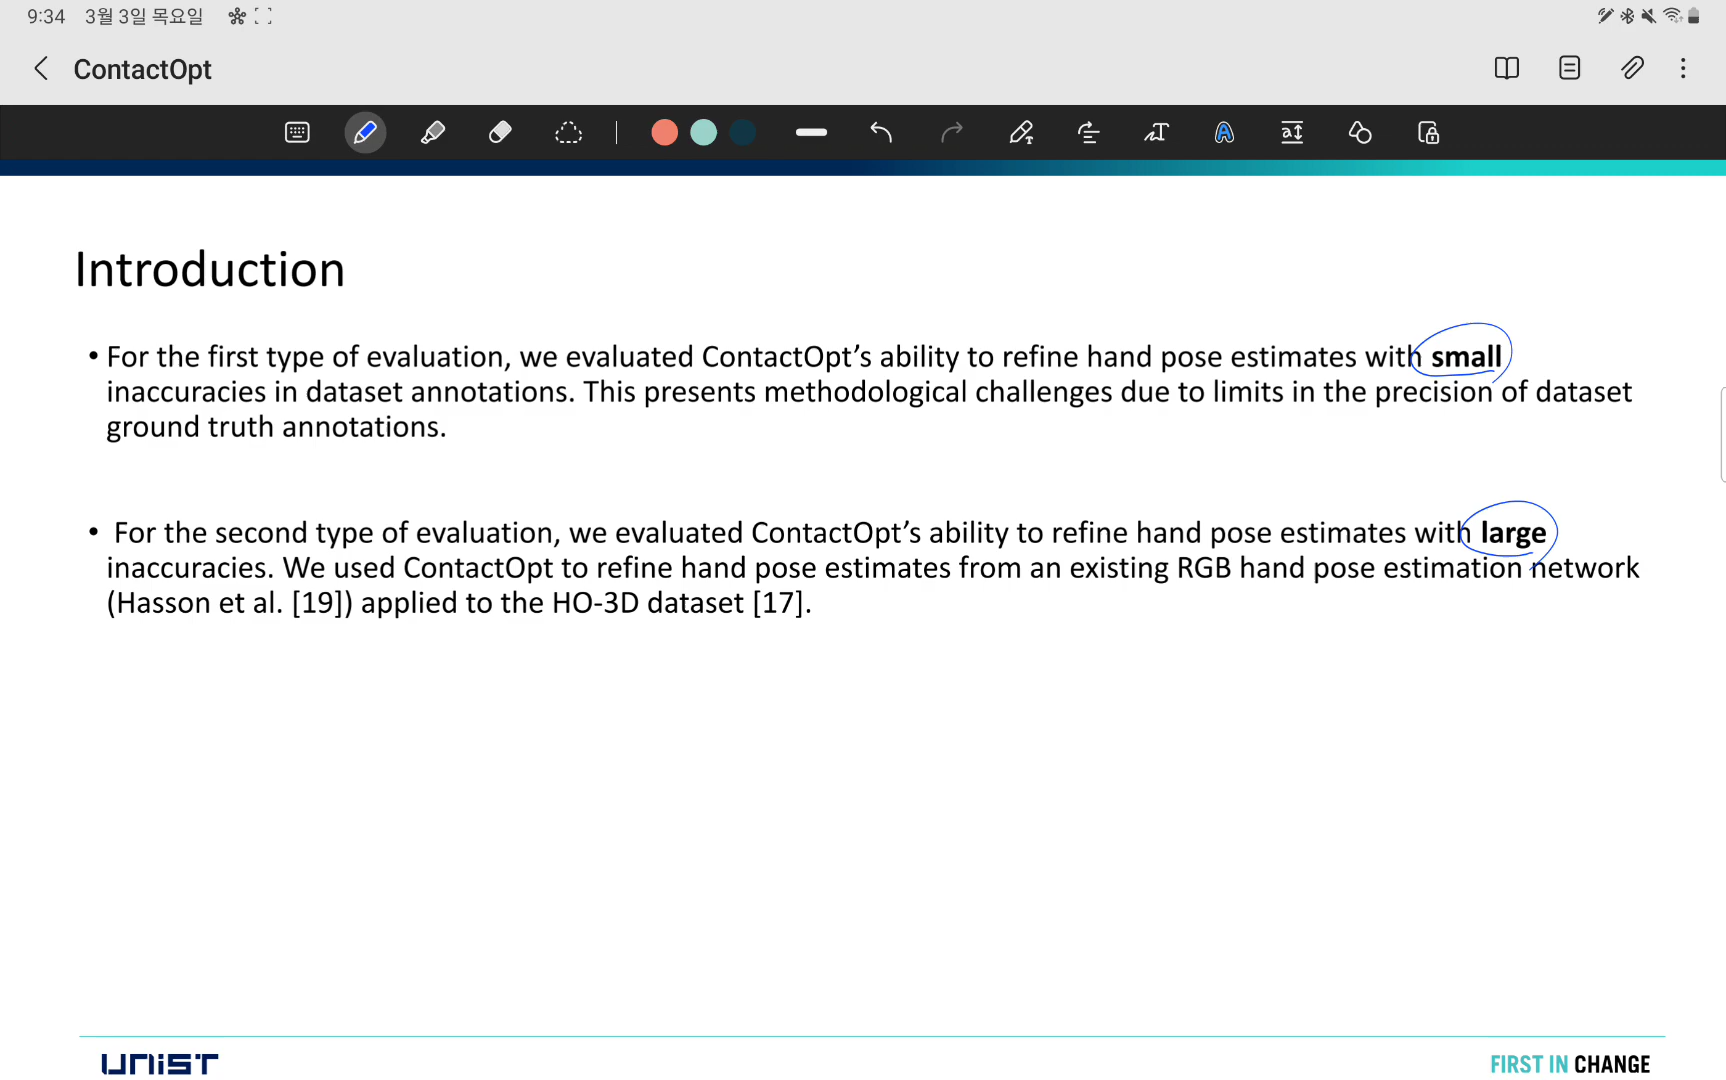 9:34 3월 3일 목요일
ContactOpt
Introduction
• For the first type of evaluation, we evaluated ContactOpt’s ability to refine hand pose estimates with small
inaccuracies in dataset annotations. This presents methodological challenges due to limits in the precision of dataset
ground truth annotations.
• For the second type of evaluation, we evaluated ContactOpt’s ability to refine hand pose estimates with large
inaccuracies. We used ContactOpt to refine hand pose estimates from an existing RGB hand pose estimation network
(Hasson et al. [19]) applied to the HO-3D dataset [17].
UNIST
FIRST IN CHANGE